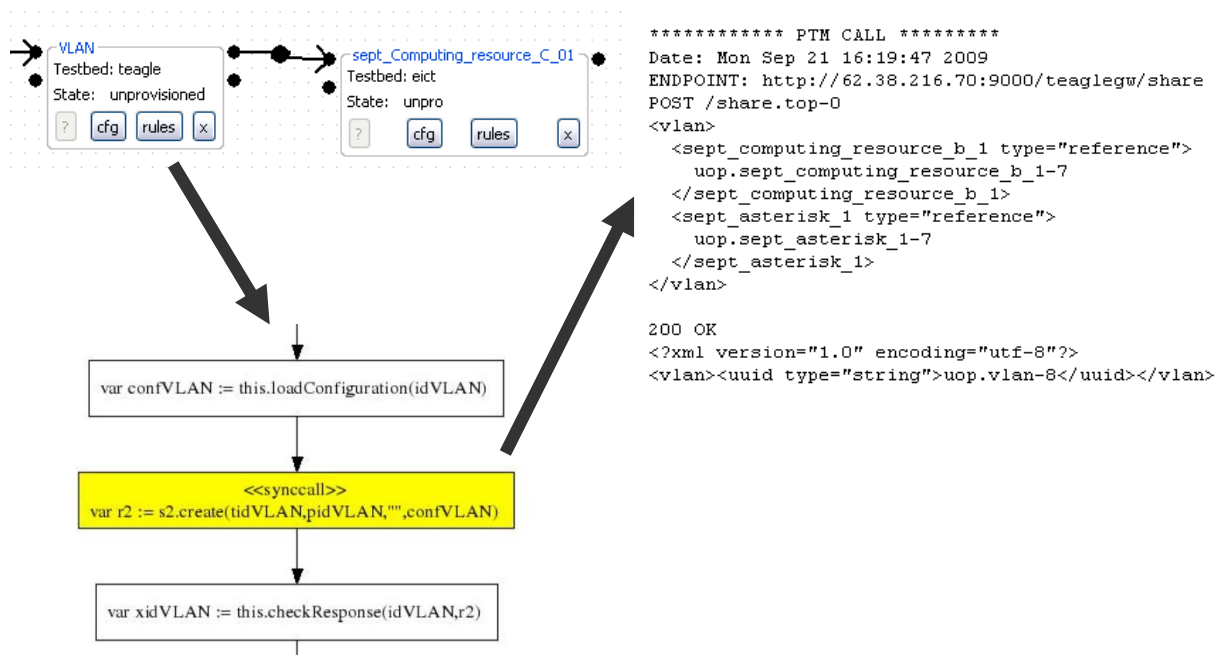 VLAN
Testbed: teagle
State: unprovisioned
? cfg rules x
sept_Computing_resource_C_01
Testbed: eict
State: unpro
? cfg rules x
var confVLAN := this.loadConfiguration(idVLAN)
<<synccall>>
var r2 := s2.create(tidVLAN,pidVLAN,"",confVLAN)
var xidVLAN := this.checkResponse(idVLAN,r2)
************ PTM CALL *********
Date: Mon Sep 21 16:19:47 2009
ENDPOINT: http://62.38.216.70:9000/teaglegw/share
POST /share.top-0
<vlan>
<sept_computing_resource_b_1 type="reference">
uop.sept_computing_resource_b_1-7
</sept_computing_resource_b_1>
<sept_asterisk_1 type="reference">
uop.sept_asterisk_1-7
</sept_asterisk_1>
</vlan>
200 OK
<?xml version="1.0" encoding="utf-8"?>
<vlan><uuid type="string">uop.vlan-8</uuid></vlan>